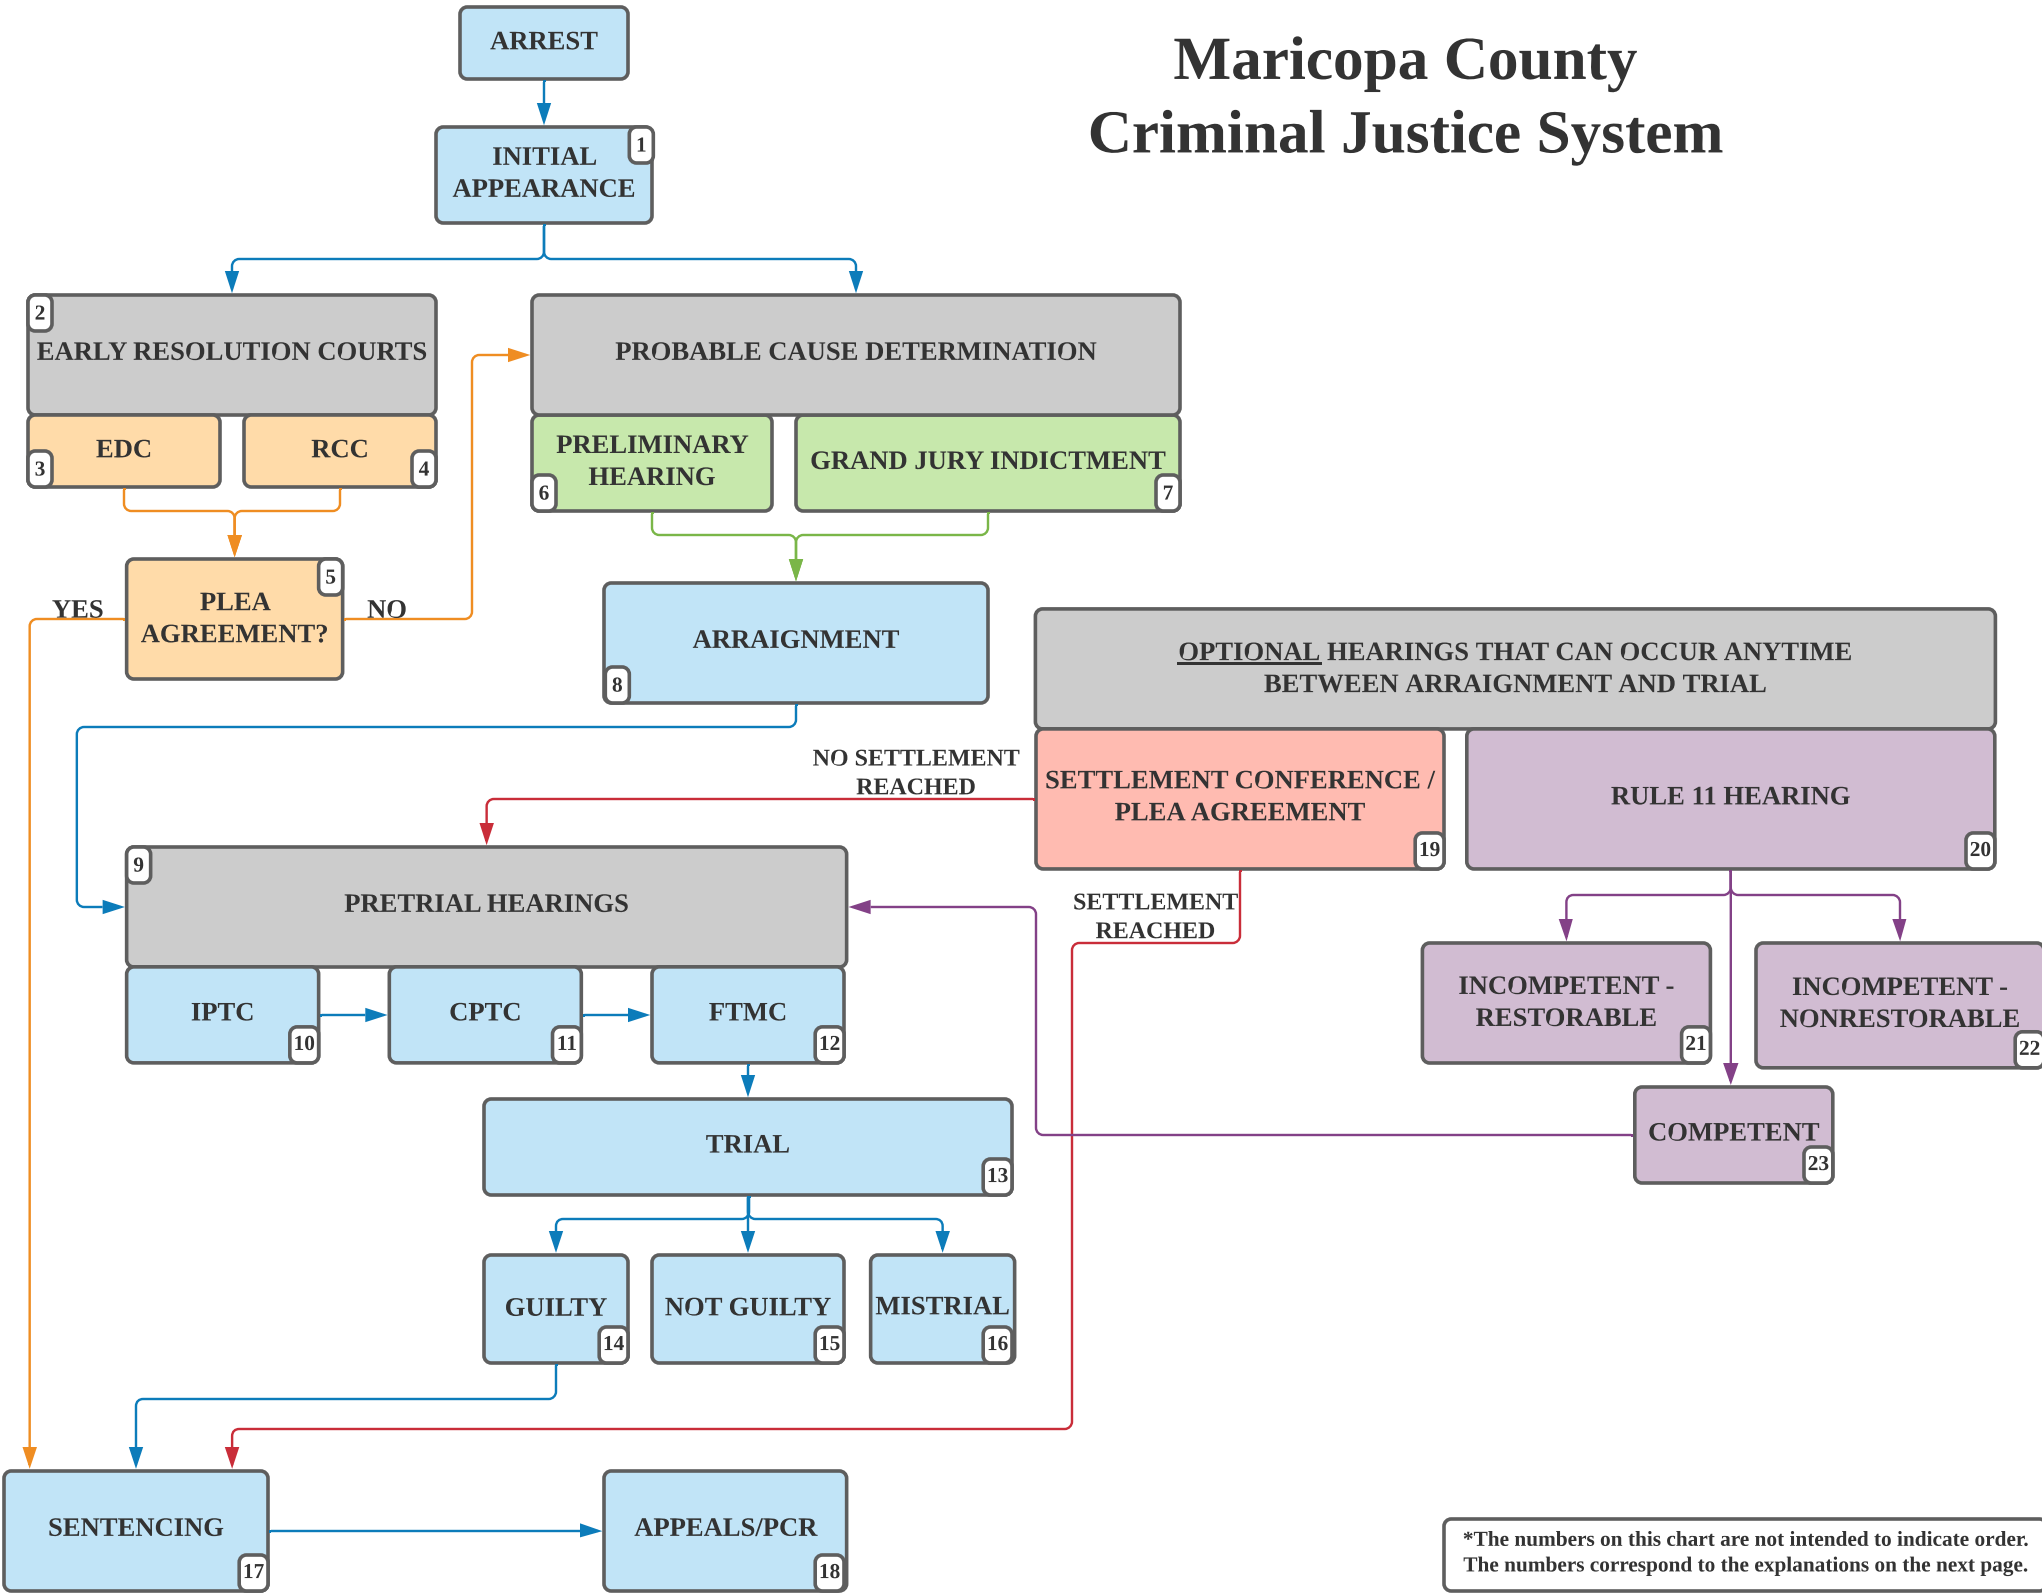 Maricopa County
Criminal Justice System
ARREST
1
INITIAL
APPEARANCE
2
EARLY RESOLUTION COURTS
PROBABLE CAUSE DETERMINATION
EDC
3
RCC
4
PRELIMINARY
HEARING
6
GRAND JURY INDICTMENT
7
5
PLEA
AGREEMENT?
YES
NO
ARRAIGNMENT
8
OPTIONAL HEARINGS THAT CAN OCCUR ANYTIME
BETWEEN ARRAIGNMENT AND TRIAL
NO SETTLEMENT
REACHED
SETTLEMENT CONFERENCE /
PLEA AGREEMENT
19
RULE 11 HEARING
20
9
PRETRIAL HEARINGS
SETTLEMENT
REACHED
IPTC
10
CPTC
11
FTMC
12
INCOMPETENT -
RESTORABLE
21
INCOMPETENT -
NONRESTORABLE
22
COMPETENT
23
TRIAL
13
GUILTY
14
NOT GUILTY
15
MISTRIAL
16
SENTENCING
17
APPEALS/PCR
18
*The numbers on this chart are not intended to indicate order.
The numbers correspond to the explanations on the next page.